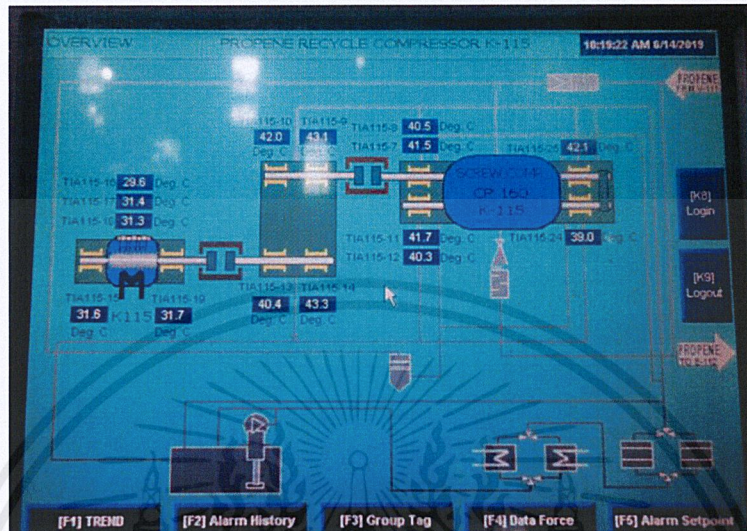 OVERVIEW
PROPENE RECYCLE COMPRESSOR K-115
10:19:22 AM 6/14/2019
PROPENE
TIA115-10
TIA115-9
42.0
43.1
Deg. C
Deg. C
TIA115-8
40.5
Deg. C
TIA115-7
41.5
Deg. C
TIA115-25
42.1
SCREW COMP.
CP-160
K-115
TIA115-16
29.6
Deg. C
TIA115-17
31.4
Deg. C
31.3
Deg. C
[K8]
Login
TIA115-11
41.7
Deg. C
TIA115-12
40.3
Deg. C
TIA115-24
39.0
Deg. C
M
[K9]
Logout
TIA115-15
TIA115-19
31.6
K115
31.7
Deg. C
Deg. C
TIA115-13
TIA115-14
40.4
43.3
Deg. C
Deg. C
PROPENE
[F1] TREND
[F2] Alarm History
[F3] Group Tag
[F4] Data Force
[F5] Alarm Setpoint